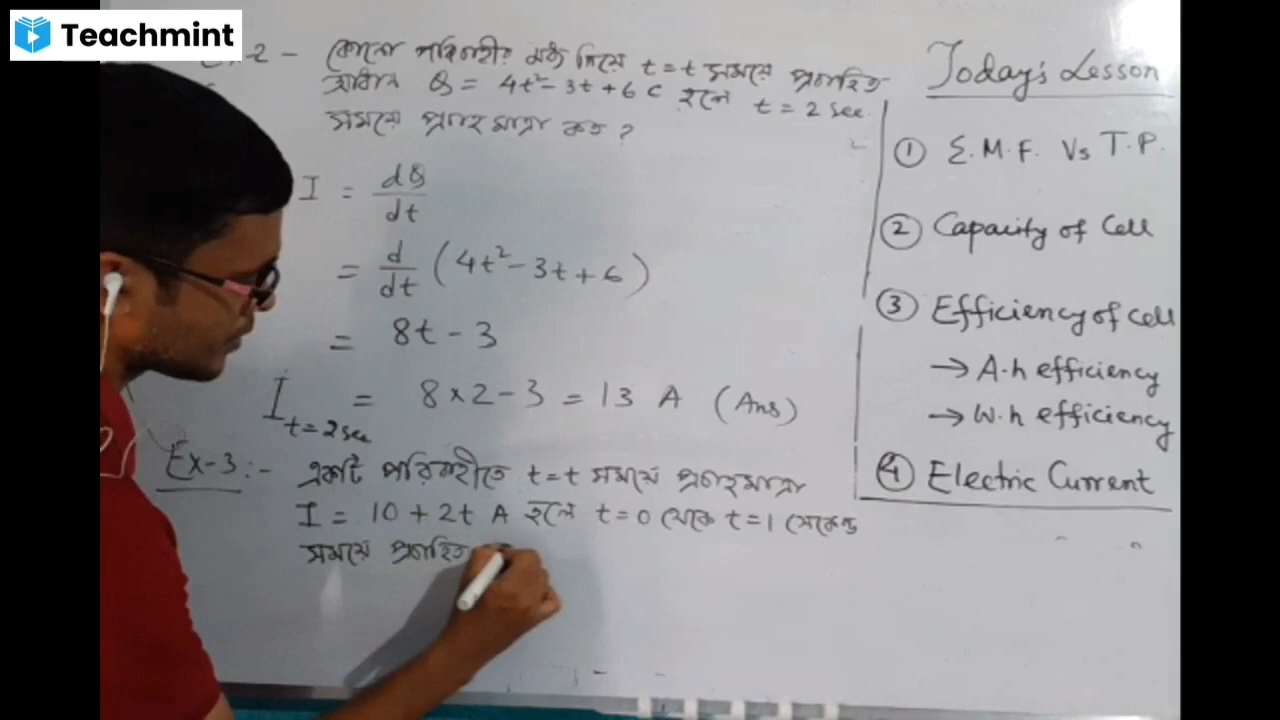 Teachmint
2 - কোনো পরিবাহীর মধ্য দিয়ে t = t সময়ে প্রবাহিত
আধান Q = 4t² - 3t + 6 C হলে t = 2 sec.
সময়ে প্রবাহ মাত্রা কত ?
I = dQ/dt
= d/dt (4t² - 3t + 6)
= 8t - 3
I t = 2 sec = 8 × 2 - 3 = 13 A (Ans)
Ex-3 :- একটি পরিবাহীতে t = t সময়ে প্রবাহমাত্রা
I = 10 + 2t A হলে t = 0 থেকে t = 1 সেকেন্ড
সময়ে প্রবাহিত
Today's Lesson
① E.M.F. Vs T.P.
② Capacity of Cell
③ Efficiency of Cell
→ A.h efficiency
→ W.h efficiency
④ Electric Current